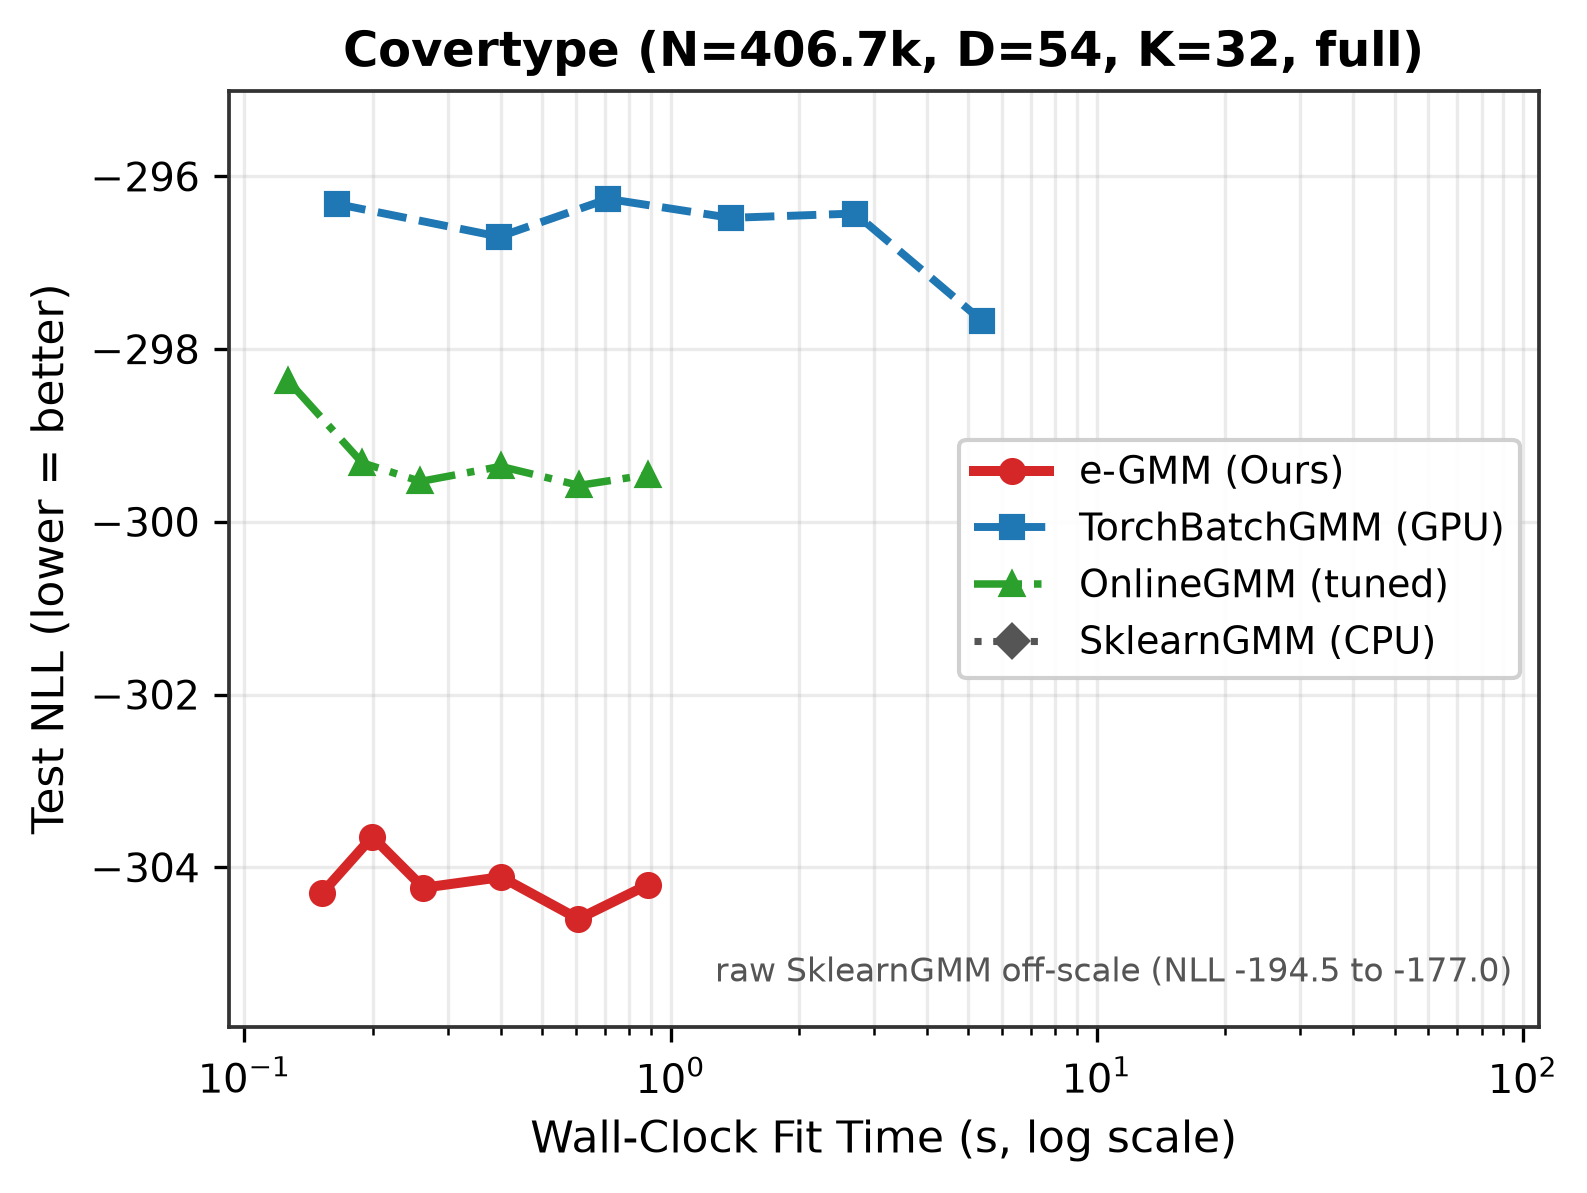 Covertype (N=406.7k, D=54, K=32, full)
Test NLL (lower = better)
−296
−298
−300
−302
−304
e-GMM (Ours)
TorchBatchGMM (GPU)
OnlineGMM (tuned)
SklearnGMM (CPU)
raw SklearnGMM off-scale (NLL -194.5 to -177.0)
10⁻¹ 10⁰ 10¹ 10²
Wall-Clock Fit Time (s, log scale)